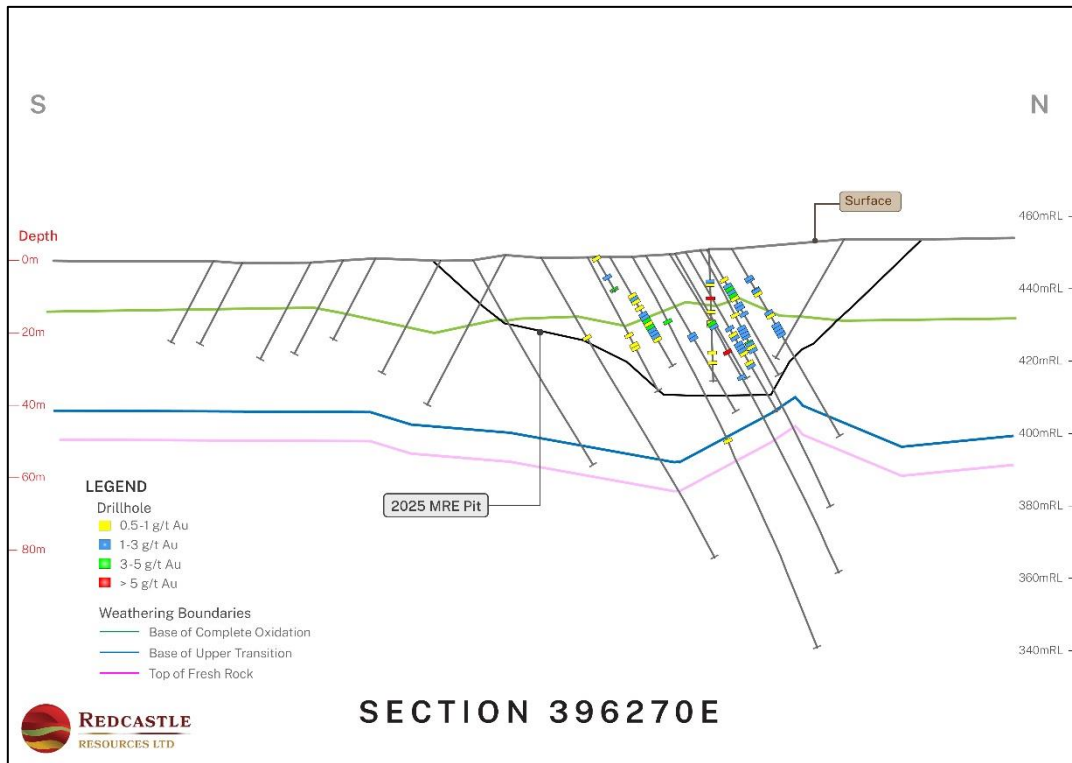 S
N
Surface
460mRL
Depth
0m
440mRL
20m
420mRL
40m
400mRL
2025 MRE Pit
60m
380mRL
80m
360mRL
340mRL
LEGEND
Drillhole
0.5-1 g/t Au
1-3 g/t Au
3-5 g/t Au
> 5 g/t Au
Weathering Boundaries
Base of Complete Oxidation
Base of Upper Transition
Top of Fresh Rock
REDCASTLE
RESOURCES LTD
SECTION 396270E